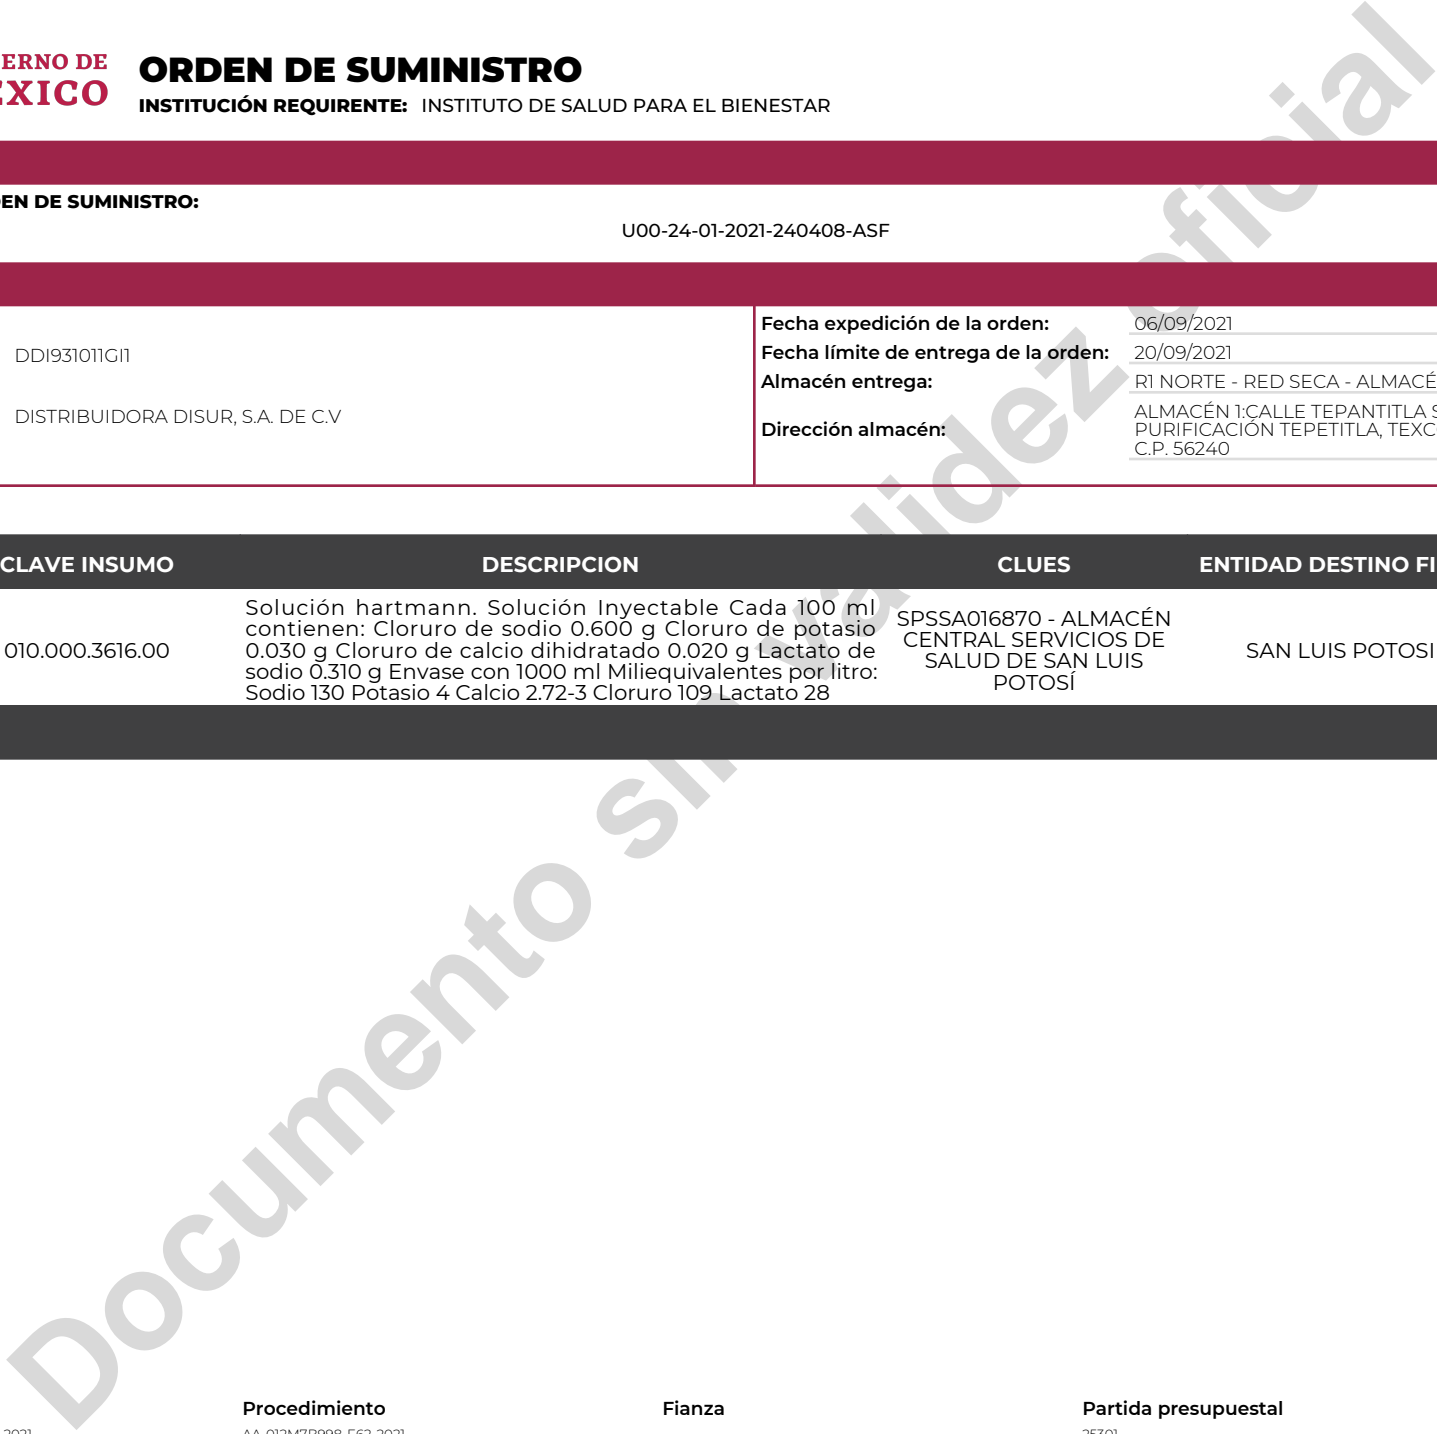 ERNO DE
EXICO
ORDEN DE SUMINISTRO
INSTITUCIÓN REQUIRENTE: INSTITUTO DE SALUD PARA EL BIENESTAR
EN DE SUMINISTRO:
U00-24-01-2021-240408-ASF
DDI931011GI1
DISTRIBUIDORA DISUR, S.A. DE C.V
Fecha expedición de la orden: 06/09/2021
Fecha límite de entrega de la orden: 20/09/2021
Almacén entrega: R1 NORTE - RED SECA - ALMACÉ
Dirección almacén:
ALMACÉN 1:CALLE TEPANTITLA S
PURIFICACIÓN TEPETITLA, TEXC
C.P. 56240
CLAVE INSUMO DESCRIPCION CLUES ENTIDAD DESTINO FI
010.000.3616.00
Solución hartmann. Solución Inyectable Cada 100 ml
contienen: Cloruro de sodio 0.600 g Cloruro de potasio
0.030 g Cloruro de calcio dihidratado 0.020 g Lactato de
sodio 0.310 g Envase con 1000 ml Miliequivalentes por litro:
Sodio 130 Potasio 4 Calcio 2.72-3 Cloruro 109 Lactato 28
SPSSA016870 - ALMACÉN
CENTRAL SERVICIOS DE
SALUD DE SAN LUIS
POTOSÍ
SAN LUIS POTOSI
Documento sin validez oficial
Procedimiento Fianza Partida presupuestal
2021 AA-012M7B998-E62-2021 25301